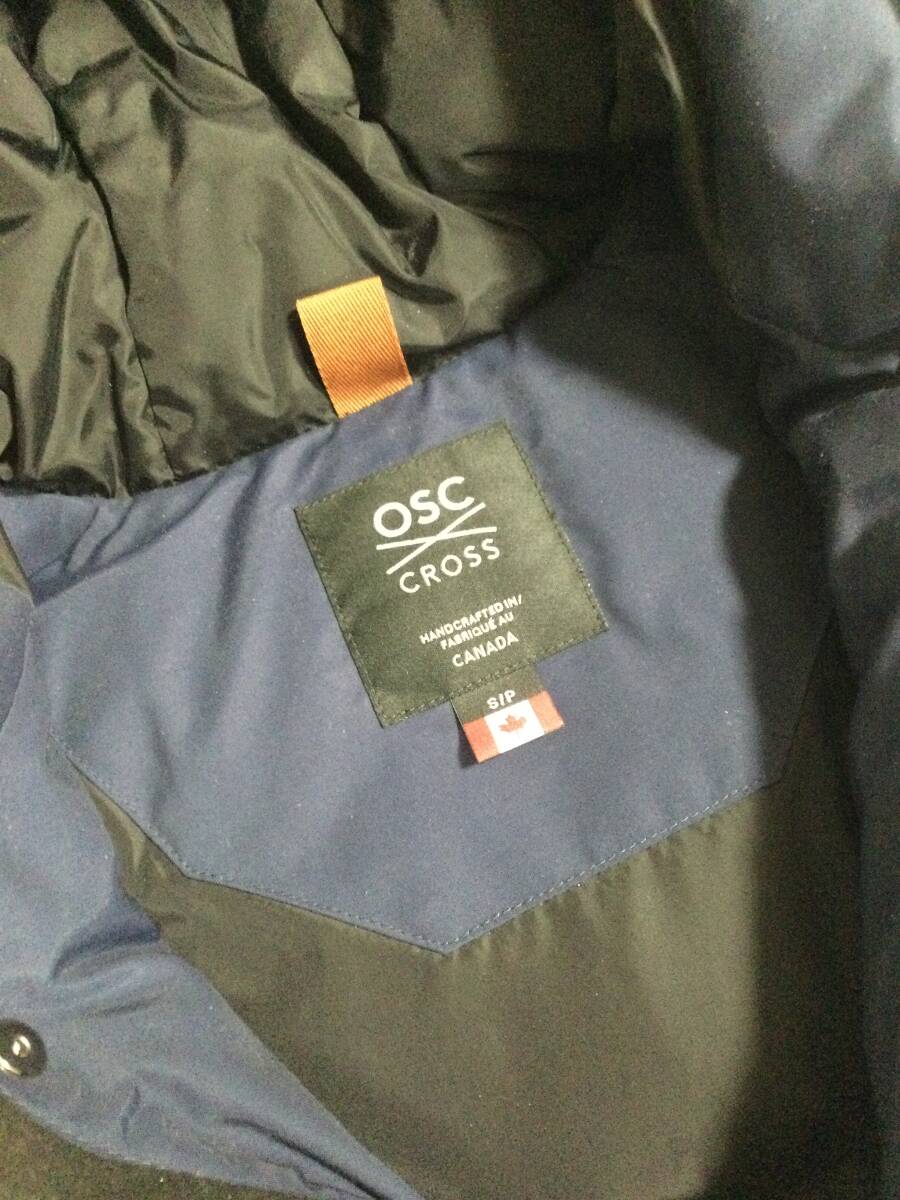 OSC
CROSS
HANDCRAFTED IN/
FABRIQUÉ AU
CANADA
S/P